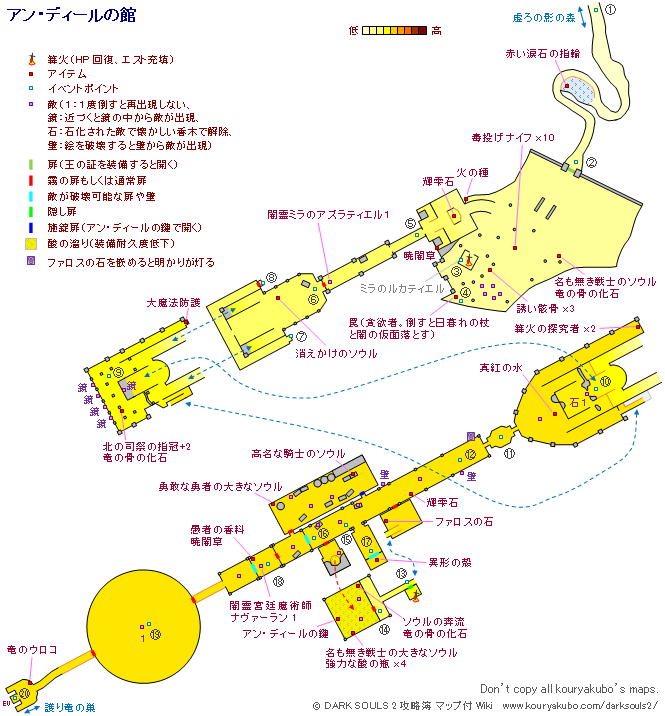 アン・ディールの館
低 高
虚ろの影の森
①
篝火(HP回復、エスト充填)
アイテム
イベントポイント
敵(1:1度倒すと再出現しない、
鏡:近づくと鏡の中から敵が出現、
石:石化された敵で懐かしい香木で解除、
壁:絵を破壊すると壁から敵が出現)
扉(王の証を装備すると開く)
霧の扉もしくは通常扉
敵が破壊可能な扉や壁
隠し扉
施錠扉(アン・ディールの鍵で開く)
酸の溜り(装備耐久度低下)
ファロスの石を嵌めると明かりが灯る
赤い涙石の指輪
毒投げナイフ×10
②
火の種
輝雫石
⑤
闇霊ミラのアズラティエル1
暁闇草
③
④
ミラのルカティエル
名も無き戦士のソウル
竜の骨の化石
誘い骸骨×3
罠(貪欲者。倒すと日暮れの杖
と闇の仮面落とす)
篝火の探究者×2
⑧
⑥
⑦
大魔法防護
消えかけのソウル
⑨
鏡
鏡
鏡
鏡
鏡
北の司祭の指冠+2
竜の骨の化石
真紅の水
⑩
石1
⑪
⑫
壁
壁
高名な騎士のソウル
勇敢な勇者の大きなソウル
輝雫石
ファロスの石
愚者の香料
暁闇草
⑯
⑮
⑰
異形の殻
⑱
⑬
闇霊宮廷魔術師
ナヴァーラン1
アン・ディールの鍵
⑭
ソウルの奔流
竜の骨の化石
名も無き戦士の大きなソウル
強力な酸の瓶×4
1
⑲
竜のウロコ
EV
⑳
護り竜の巣
Don't copy all kouryakubo's maps.
© DARK SOULS 2 攻略簿 マップ付 Wiki www.kouryakubo.com/darksouls2/